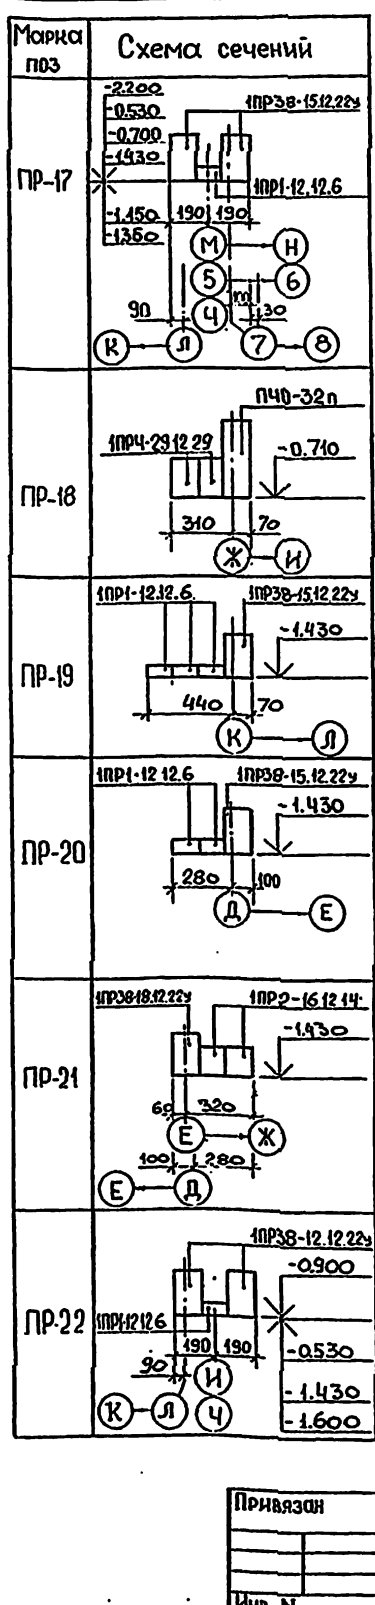 Марка
поз
Схема сечений
ПР-17
-2.200
-0.530
-0.700
-1.430
-1.150
-1.360
1ПР38-15.12.22у
1ПР1-12.12.6
190 190
М Н
5 6
4
90
30
К Л 7 8
ПР-18
П40-32п
1ПР4-29 12 29
-0.710
310 70
Ж И
ПР-19
1ПР1-12.12.6
1ПР38-15.12.22у
-1.430
440 70
К Л
ПР-20
1ПР1-12 12.6
1ПР38-15.12.22у
-1.430
280 100
Д Е
ПР-21
1ПР38-18.12.22у
1ПР2-16.12 14
-1.430
60 320
Е Ж
100 280
Е Д
ПР-22
1ПР38-12.12.22у
-0.900
1ПР1-12 12 6
190 190
-0.530
90
И
-1.430
К Л Ч
-1.600
Привязан
Инв. N